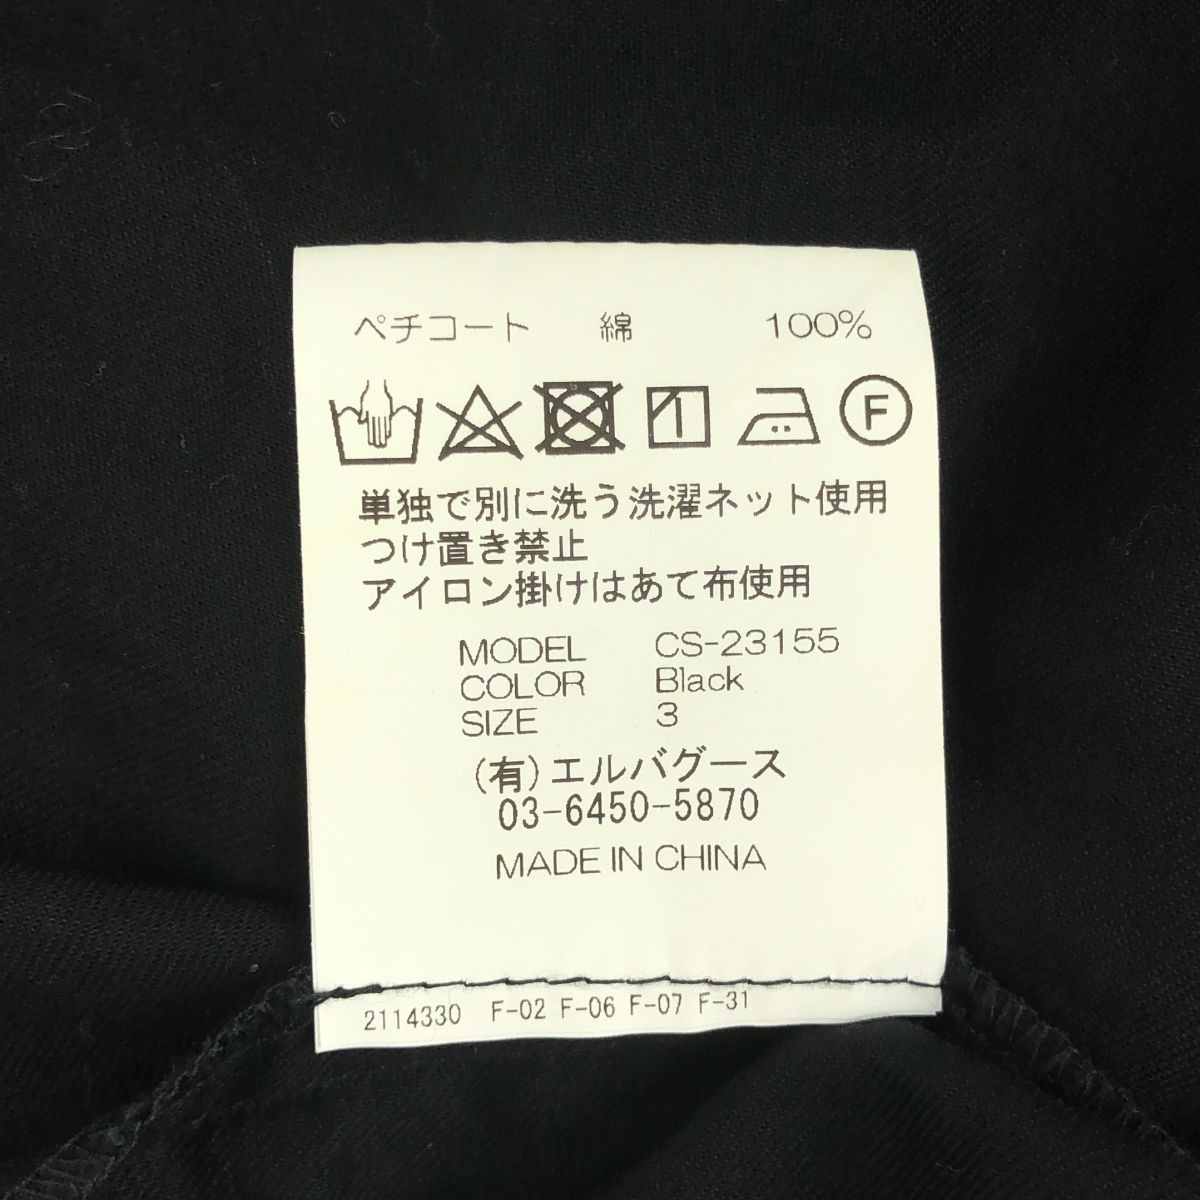 ペチコート 綿 100%
F
単独で別に洗う洗濯ネット使用
つけ置き禁止
アイロン掛けはあて布使用
MODEL CS-23155
COLOR Black
SIZE 3
(有)エルバグース
03-6450-5870
MADE IN CHINA
2114330 F-02 F-06 F-07 F-31